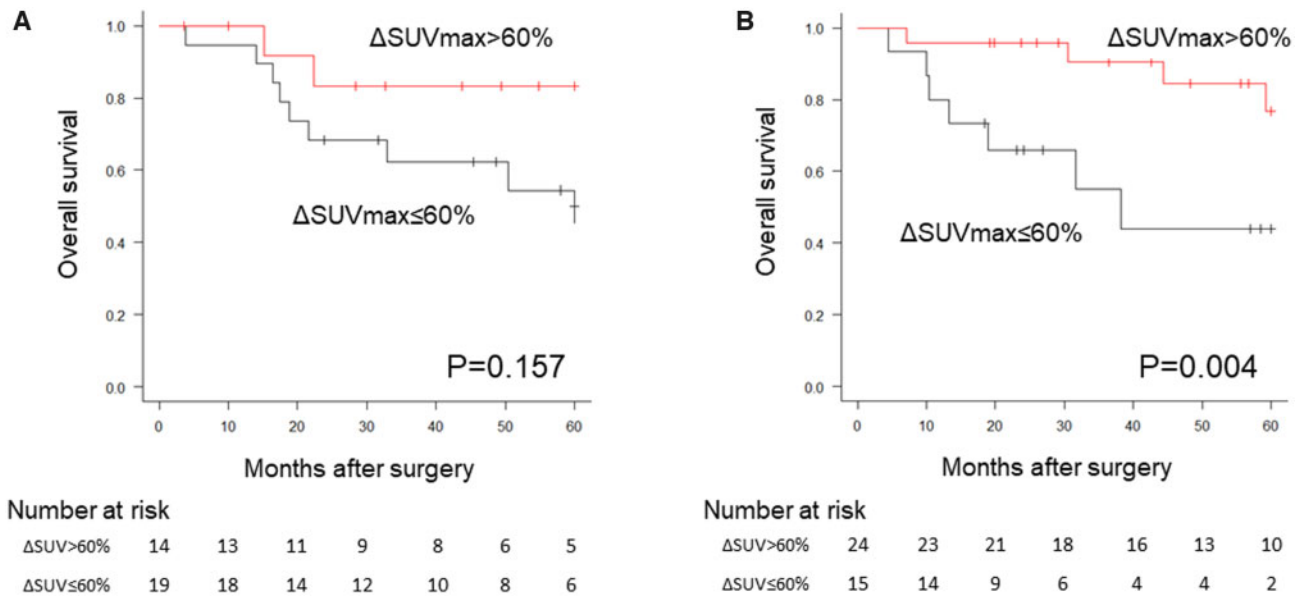 A
1.0
0.8
0.6
0.4
0.2
0.0
Overall survival
ΔSUVmax>60%
ΔSUVmax≤60%
P=0.157
0 10 20 30 40 50 60
Months after surgery
Number at risk
ΔSUV>60% 14 13 11 9 8 6 5
ΔSUV≤60% 19 18 14 12 10 8 6
B
1.0
0.8
0.6
0.4
0.2
0.0
Overall survival
ΔSUVmax>60%
ΔSUVmax≤60%
P=0.004
0 10 20 30 40 50 60
Months after surgery
Number at risk
ΔSUV>60% 24 23 21 18 16 13 10
ΔSUV≤60% 15 14 9 6 4 4 2